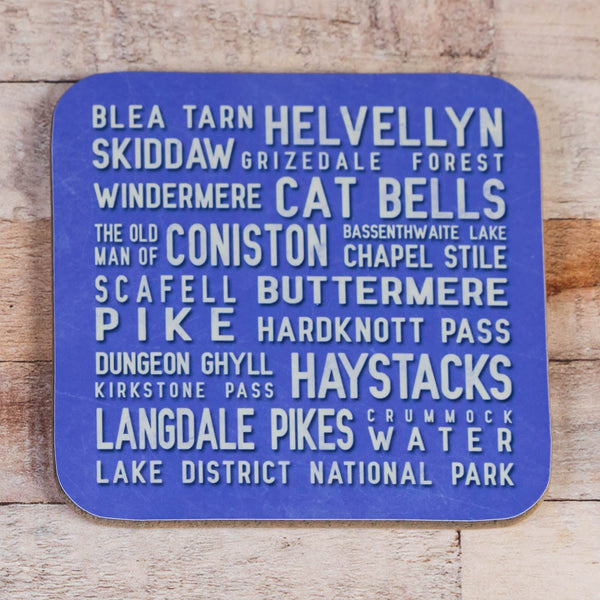 BLEA TARN HELVELLYN
SKIDDAW GRIZEDALE FOREST
WINDERMERE CAT BELLS
THE OLD MAN OF CONISTON
BASSENTHWAITE LAKE
CHAPEL STILE
SCAFELL PIKE
BUTTERMERE
HARDKNOTT PASS
DUNGEON GHYLL
KIRKSTONE PASS
HAYSTACKS
LANGDALE PIKES
CRUMMOCK WATER
LAKE DISTRICT NATIONAL PARK